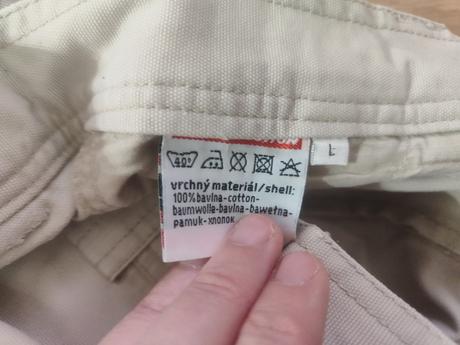 40°
L
vrchný materiál/shell:
100%bavlna-cotton-
baumwolle-bavlna-bawełna-
pamuk-хлопок